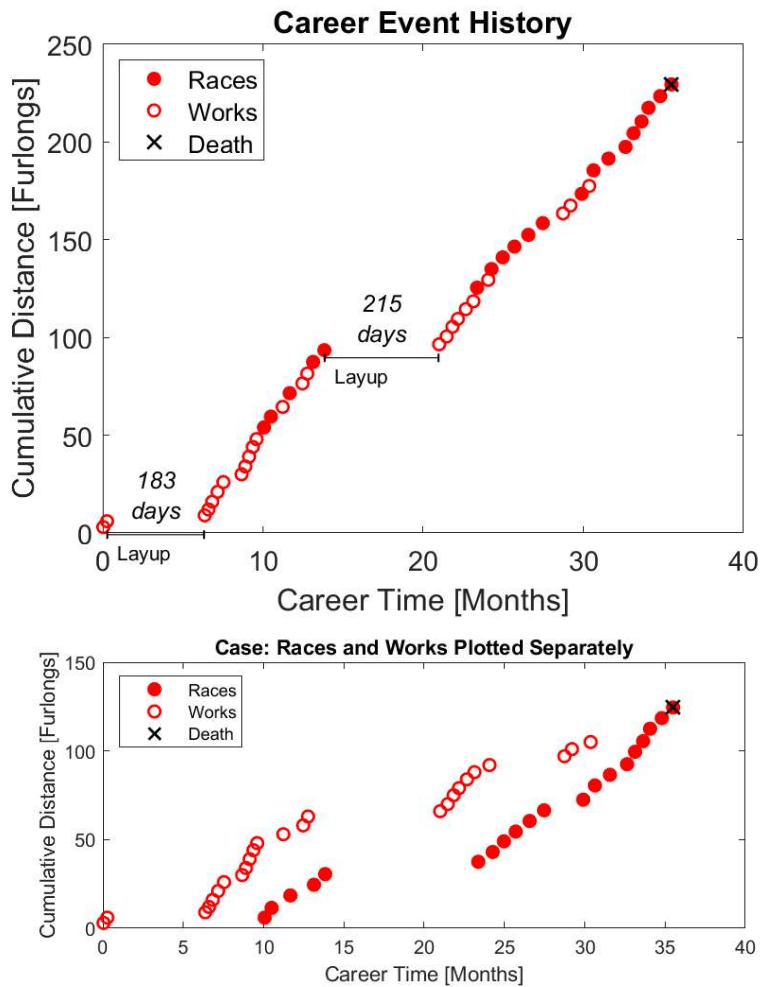 Career Event History
250
200
150
100
50
0
Cumulative Distance [Furlongs]
Races
Works
Death
215
days
Layup
183
days
Layup
0 10 20 30 40
Career Time [Months]
Case: Races and Works Plotted Separately
150
100
50
0
Cumulative Distance [Furlongs]
Races
Works
Death
0 5 10 15 20 25 30 35 40
Career Time [Months]